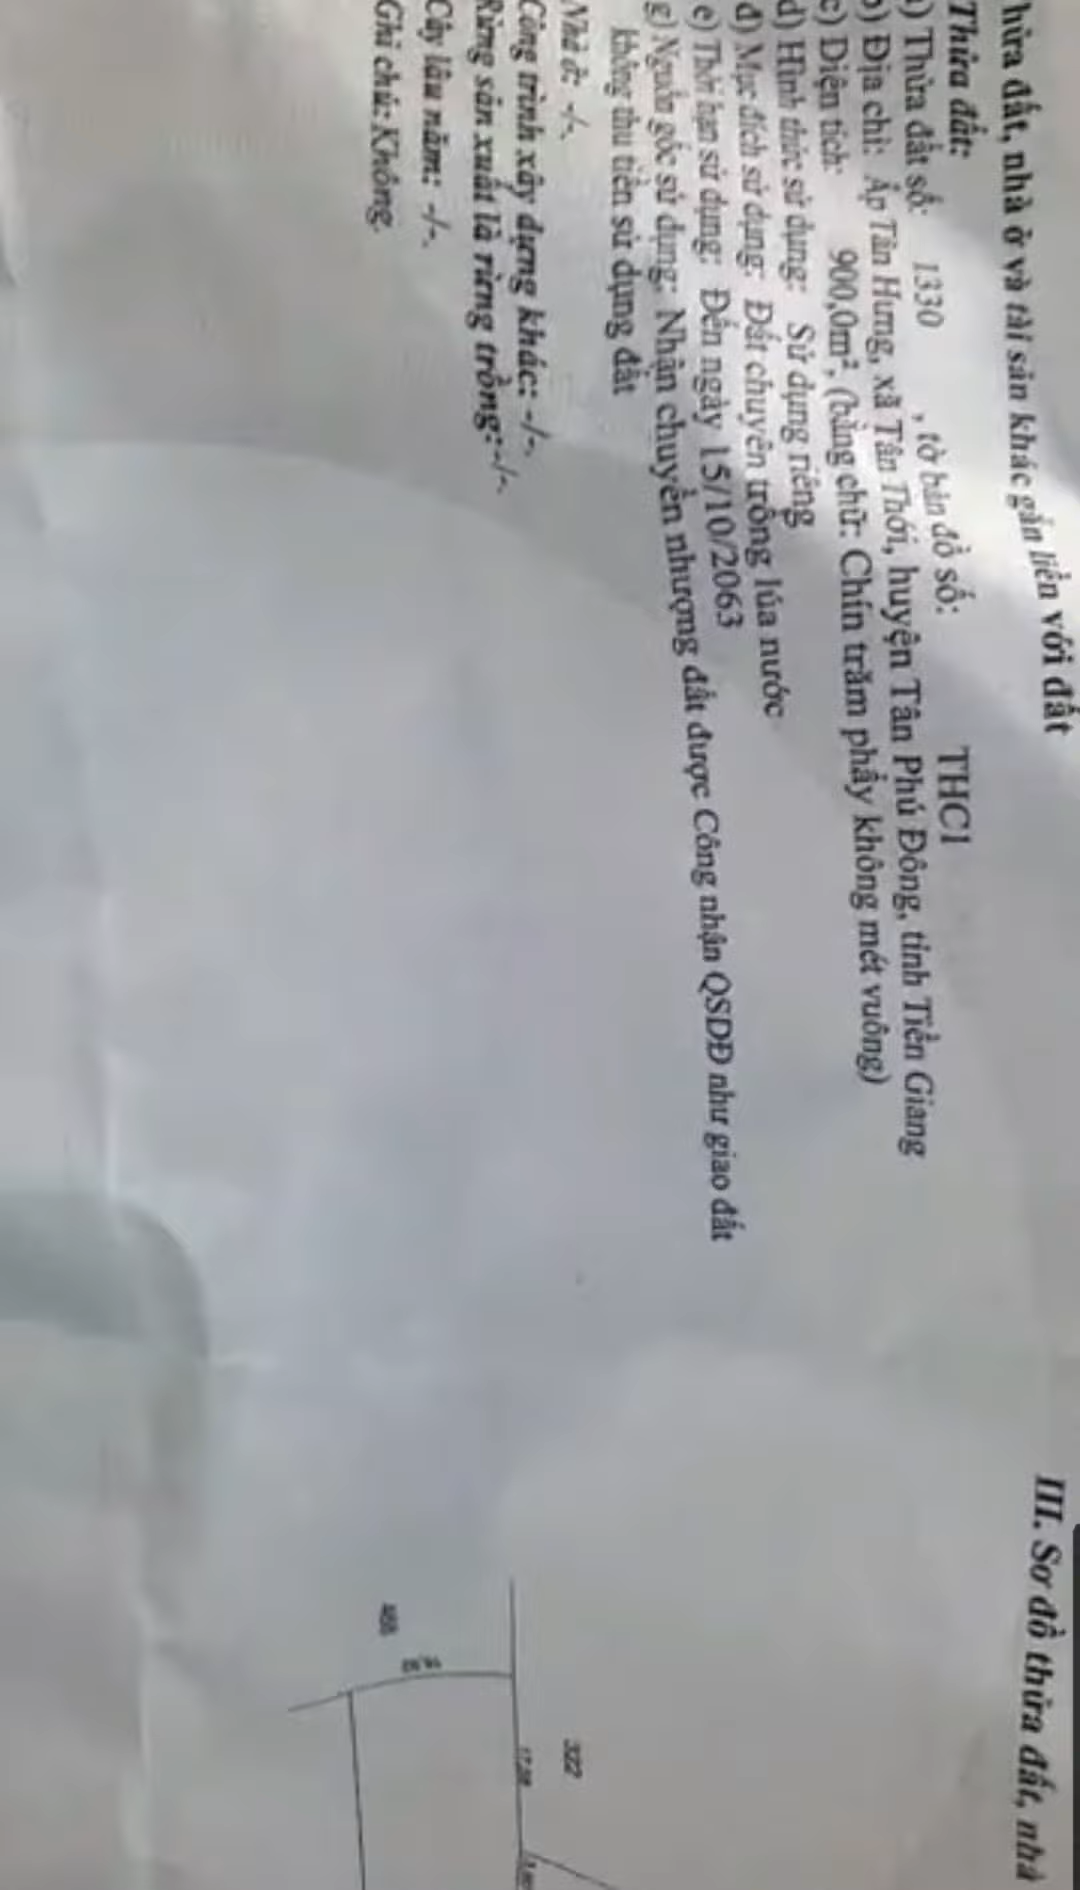 hửa đất, nhà ở và tài sản khác gắn liền với đất
Thửa đất:
) Thửa đất số: 1330 , tờ bản đồ số: THC1
) Địa chỉ: Ấp Tân Hưng, xã Tân Thới, huyện Tân Phú Đông, tỉnh Tiền Giang
c) Diện tích: 900,0m², (bằng chữ: Chín trăm phẩy không mét vuông)
d) Hình thức sử dụng: Sử dụng riêng
đ) Mục đích sử dụng: Đất chuyên trồng lúa nước
e) Thời hạn sử dụng: Đến ngày 15/10/2063
g) Nguồn gốc sử dụng: Nhận chuyển nhượng đất được Công nhận QSDĐ như giao đất
không thu tiền sử dụng đất
Nhà ở: -/-.
Công trình xây dựng khác: -/-.
Rừng sản xuất là rừng trồng: -/-.
Cây lâu năm: -/-.
Ghi chú: Không.
III. Sơ đồ thửa đất, nhà
322
17,38
468